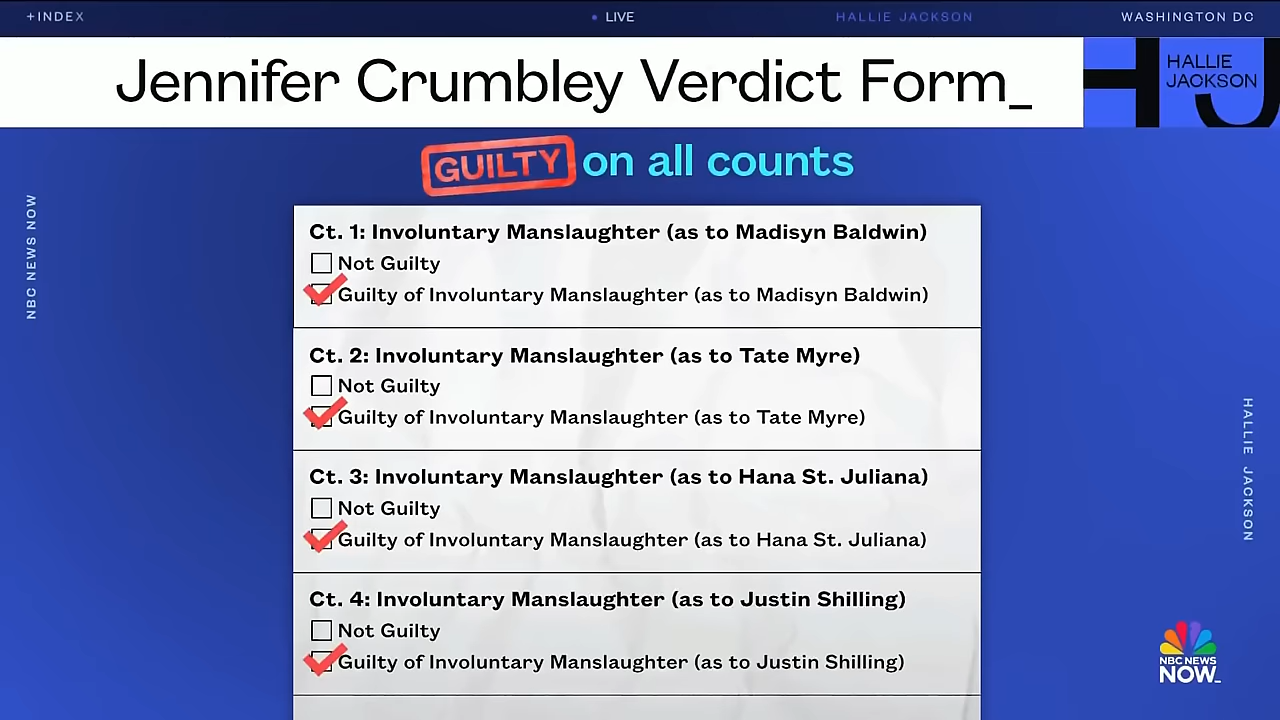 +INDEX
LIVE
HALLIE JACKSON
WASHINGTON DC
Jennifer Crumbley Verdict Form_
HALLIE
JACKSON
GUILTY on all counts
NBC NEWS NOW
Ct. 1: Involuntary Manslaughter (as to Madisyn Baldwin)
Not Guilty
Guilty of Involuntary Manslaughter (as to Madisyn Baldwin)
Ct. 2: Involuntary Manslaughter (as to Tate Myre)
Not Guilty
Guilty of Involuntary Manslaughter (as to Tate Myre)
Ct. 3: Involuntary Manslaughter (as to Hana St. Juliana)
Not Guilty
Guilty of Involuntary Manslaughter (as to Hana St. Juliana)
Ct. 4: Involuntary Manslaughter (as to Justin Shilling)
Not Guilty
Guilty of Involuntary Manslaughter (as to Justin Shilling)
HALLIE JACKSON
NBC NEWS
NOW_